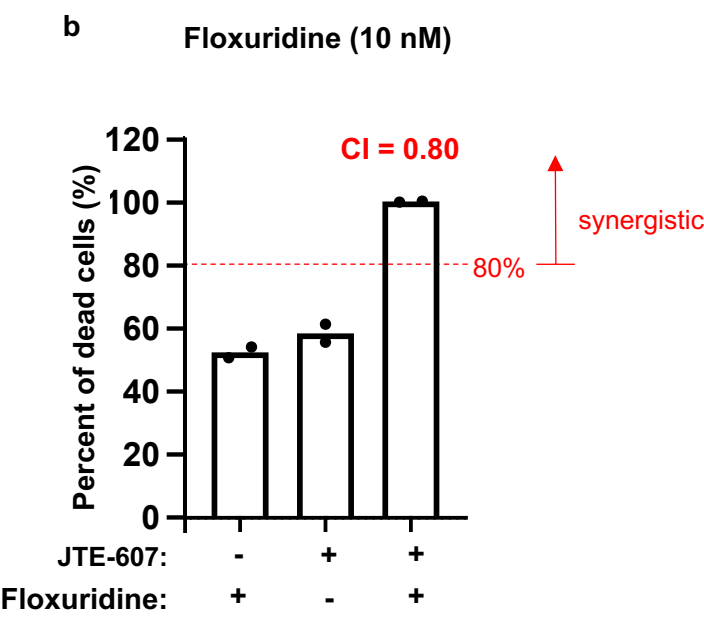 b
Floxuridine (10 nM)
CI = 0.80
Percent of dead cells (%)
120
100
80
60
40
20
0
80%
synergistic
JTE-607: - + +
Floxuridine: + - +